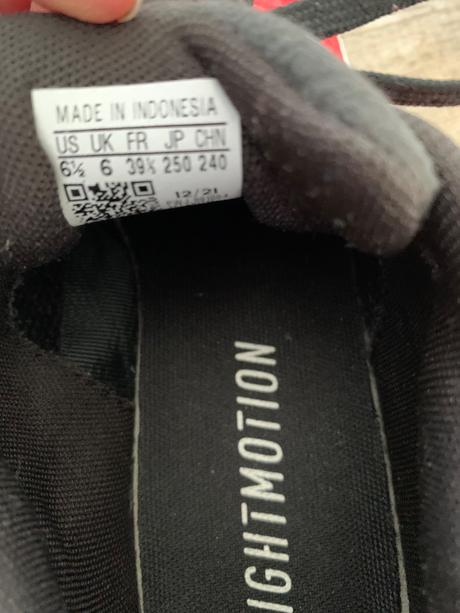 MADE IN INDONESIA
US UK FR JP CHN
6½ 6 39⅓ 250 240
12/21
IGHTMOTION